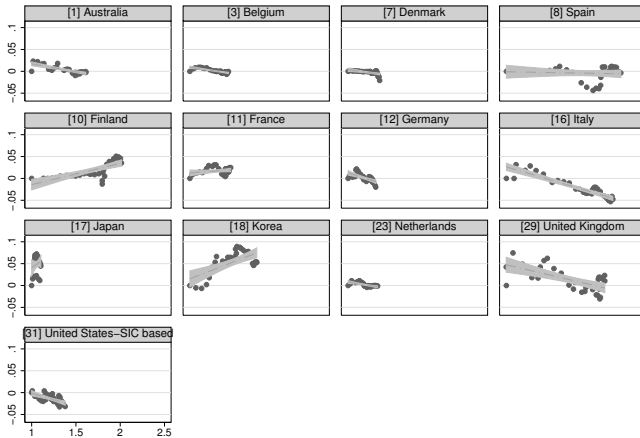 [1] Australia
[3] Belgium
[7] Denmark
[8] Spain
.1
.05
0
−.05
[10] Finland
[11] France
[12] Germany
[16] Italy
.1
.05
0
−.05
[17] Japan
[18] Korea
[23] Netherlands
[29] United Kingdom
.1
.05
0
−.05
[31] United States−SIC based
.1
.05
0
−.05
1 1.5 2 2.5